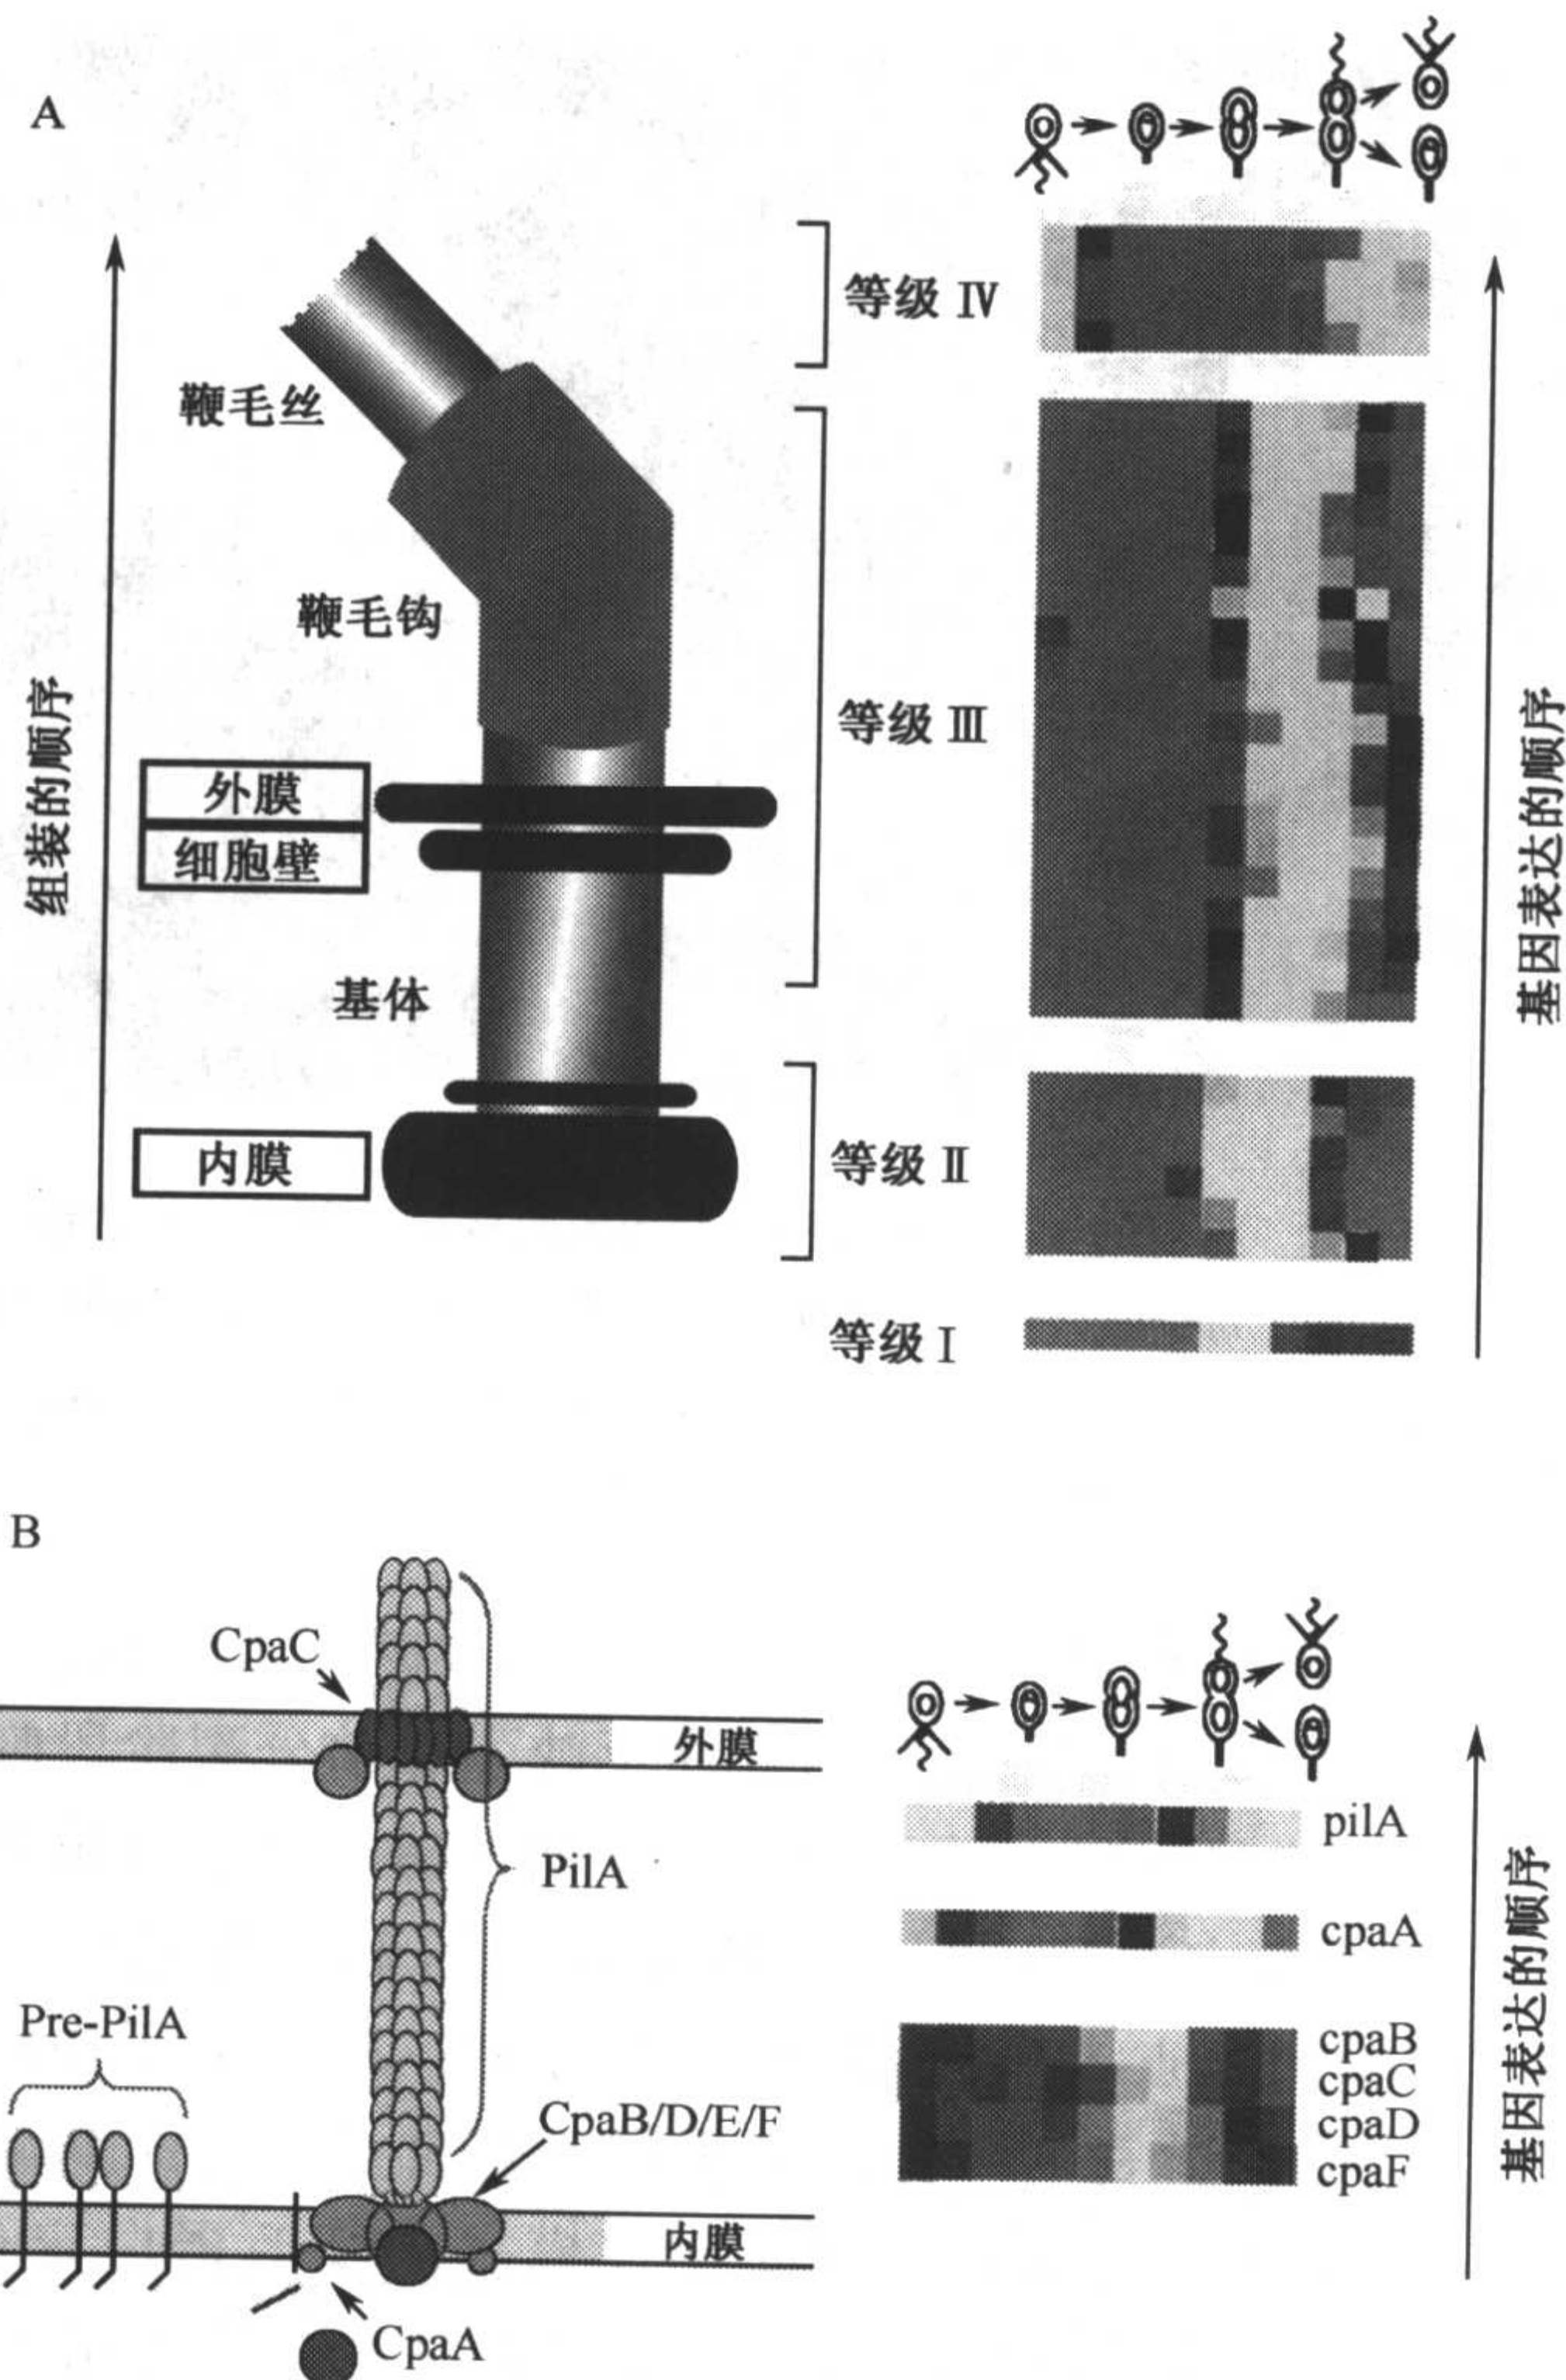 A
等级 Ⅳ
鞭毛丝
鞭毛钩
组装的顺序
外膜
等级 Ⅲ
细胞壁
基因表达的顺序
基体
内膜
等级 Ⅱ
等级 Ⅰ
B
CpaC
外膜
pilA
PilA
cpaA
基因表达的顺序
Pre-PilA
cpaB
cpaC
CpaB/D/E/F
cpaD
cpaF
内膜
CpaA